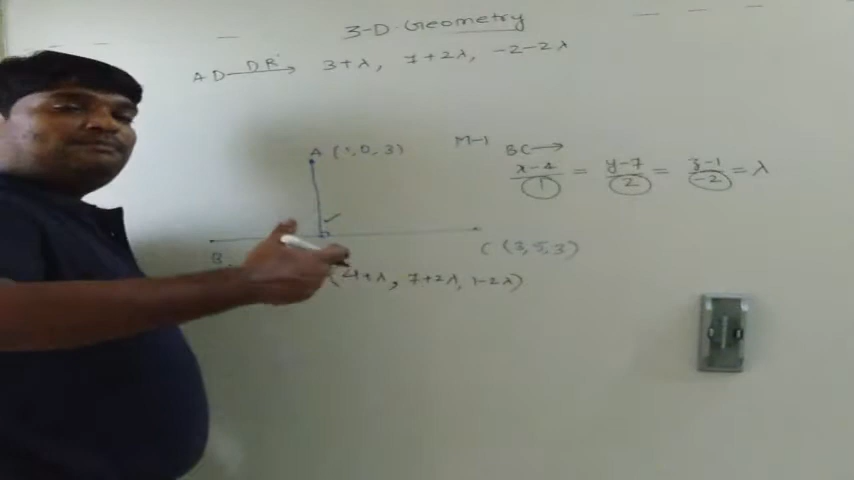 3-D Geometry
AD DR → 3+λ, 7+2λ, -2-2λ
A (1,0,3)
M-1 BC→
x-4/1 = y-7/2 = z-1/-2 = λ
B
C (3,5,3)
(4+λ, 7+2λ, 1-2λ)